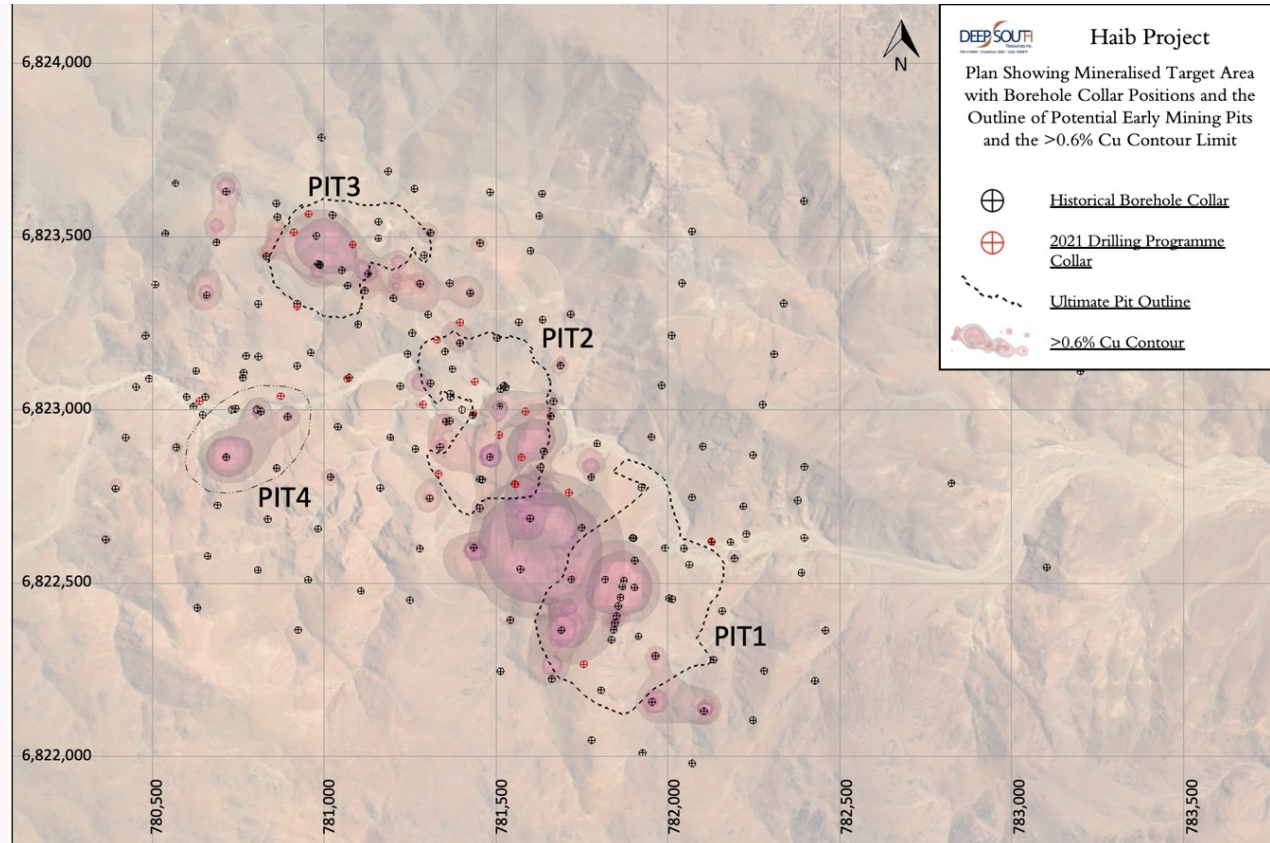 DEEP SOUTH
Resources Inc.
Haib Project
Plan Showing Mineralised Target Area
with Borehole Collar Positions and the
Outline of Potential Early Mining Pits
and the >0.6% Cu Contour Limit
Historical Borehole Collar
2021 Drilling Programme
Collar
Ultimate Pit Outline
>0.6% Cu Contour
N
6,824,000
PIT3
6,823,500
PIT2
6,823,000
PIT4
6,822,500
PIT1
6,822,000
780,500
781,000
781,500
782,000
782,500
783,000
783,500